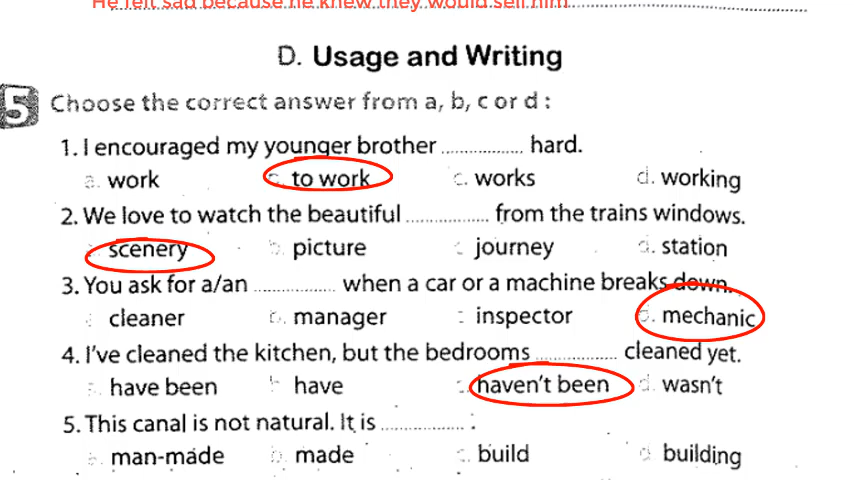 He felt sad because he knew they would sell him
D. Usage and Writing
5 Choose the correct answer from a, b, c or d :
1. I encouraged my younger brother ................. hard.
a. work b. to work c. works d. working
2. We love to watch the beautiful ................. from the trains windows.
scenery b. picture c. journey d. station
3. You ask for a/an ................. when a car or a machine breaks down.
cleaner b. manager c. inspector d. mechanic
4. I've cleaned the kitchen, but the bedrooms ................. cleaned yet.
a. have been b. have c. haven't been d. wasn't
5. This canal is not natural. It is ................. .
a. man-made b. made c. build d. building